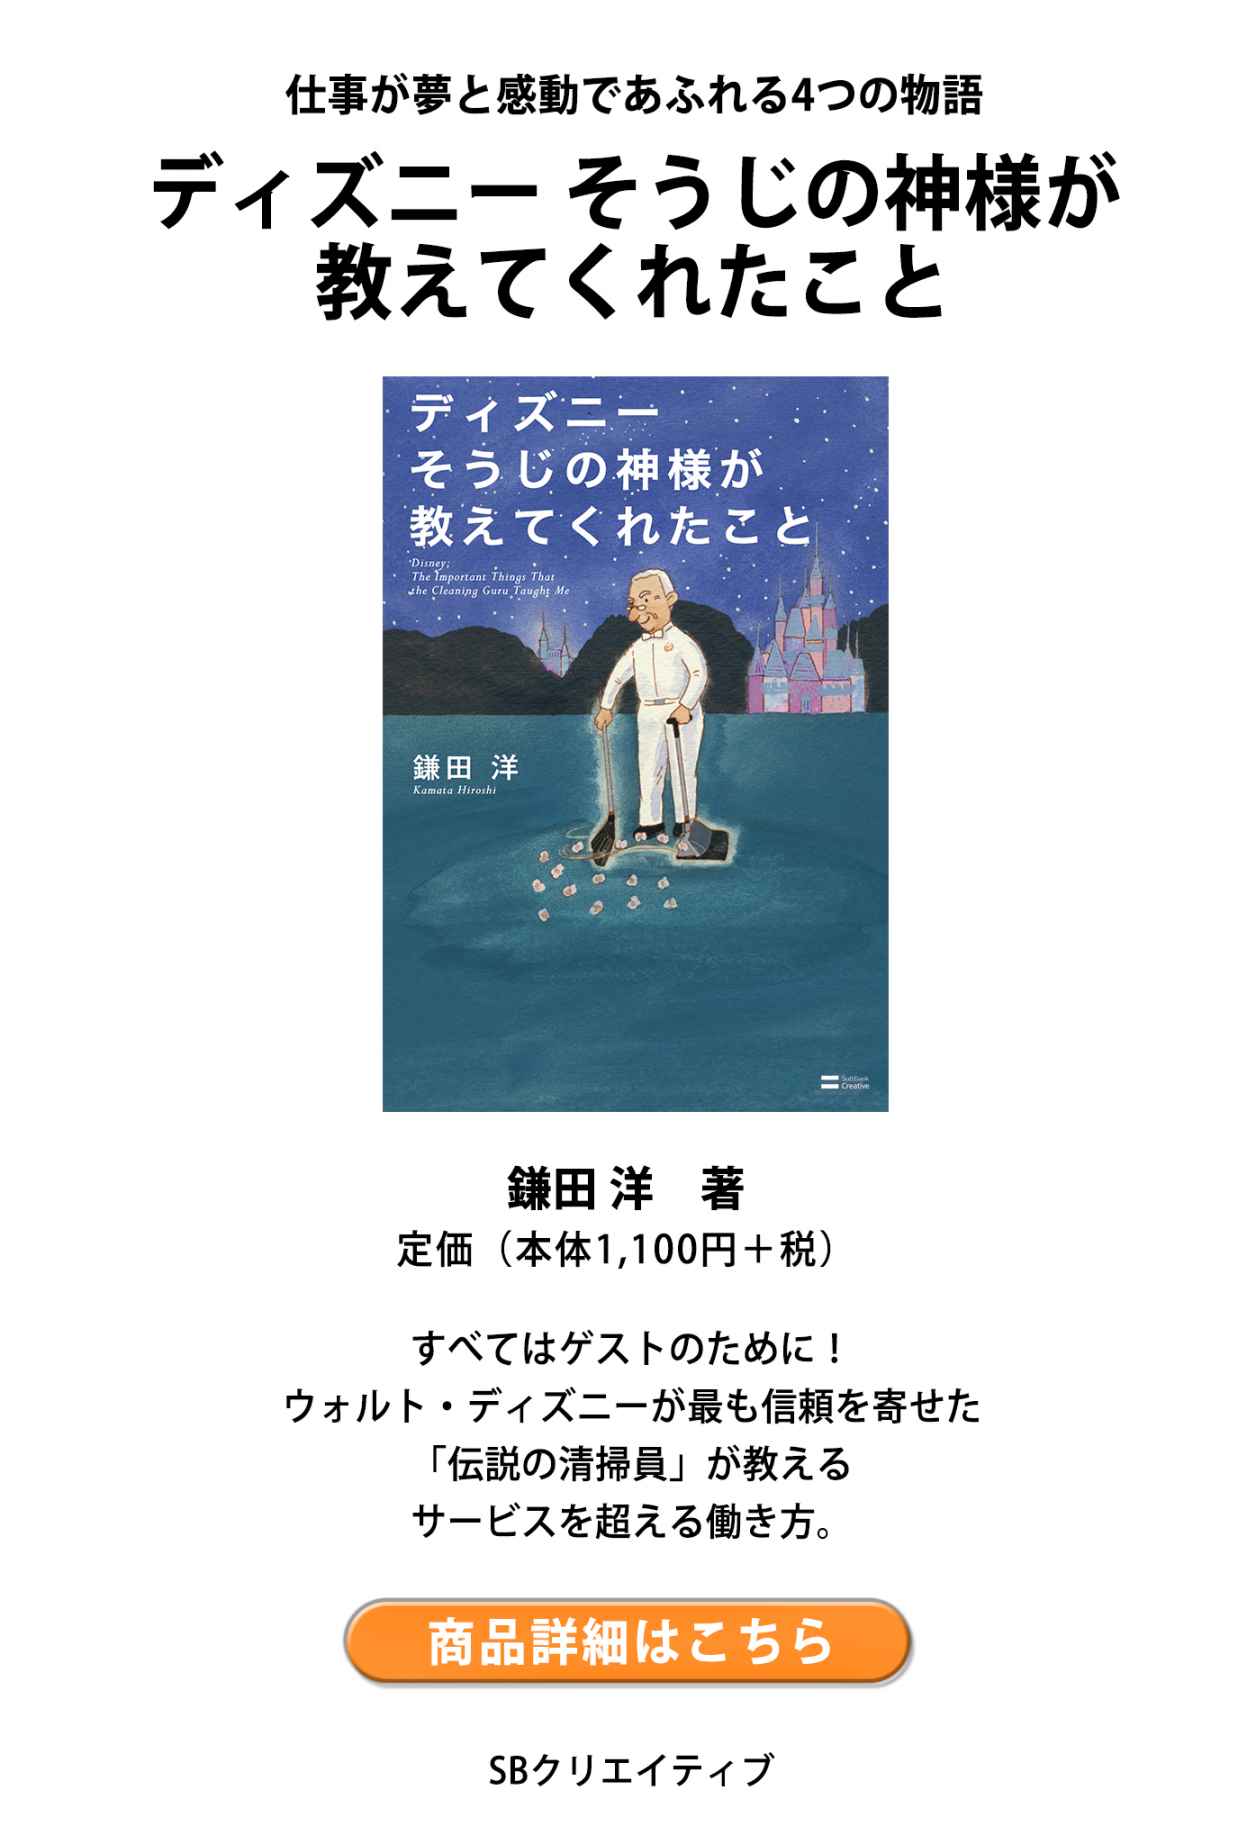 仕事が夢と感動であふれる4つの物語
ディズニー そうじの神様が
教えてくれたこと
ディズニー
そうじの神様が
教えてくれたこと
Disney;
The Important Things That
the Cleaning Guru Taught Me
鎌田 洋
Kamata Hiroshi
SoftBank
Creative
鎌田 洋　著
定価（本体1,100円＋税）
すべてはゲストのために！
ウォルト・ディズニーが最も信頼を寄せた
「伝説の清掃員」が教える
サービスを超える働き方。
商品詳細はこちら
SBクリエイティブ